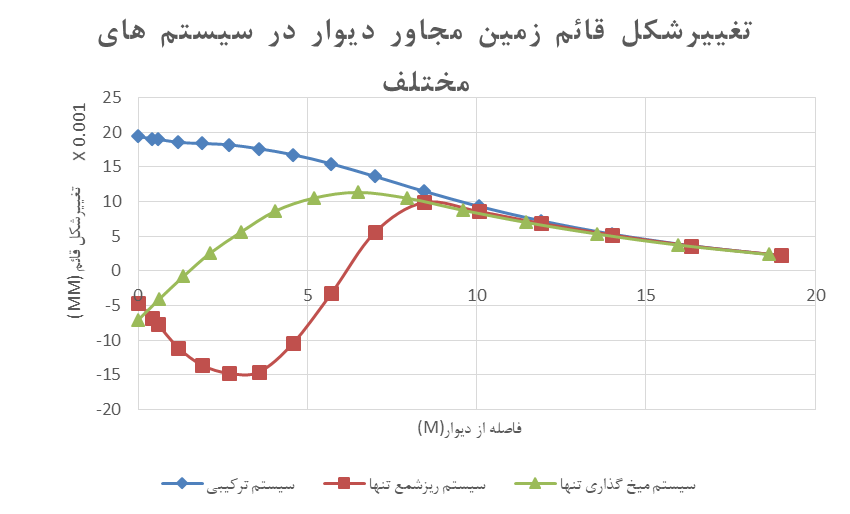 تغییرشکل قائم زمین مجاور دیوار در سیستم های
مختلف
تغییرشکل قائم (MM)
X 0.001
25
20
15
10
5
0
-5
-10
-15
-20
0
5
10
15
20
فاصله از دیوار(M)
سیستم ترکیبی
سیستم ریزشمع تنها
سیستم میخ گذاری تنها